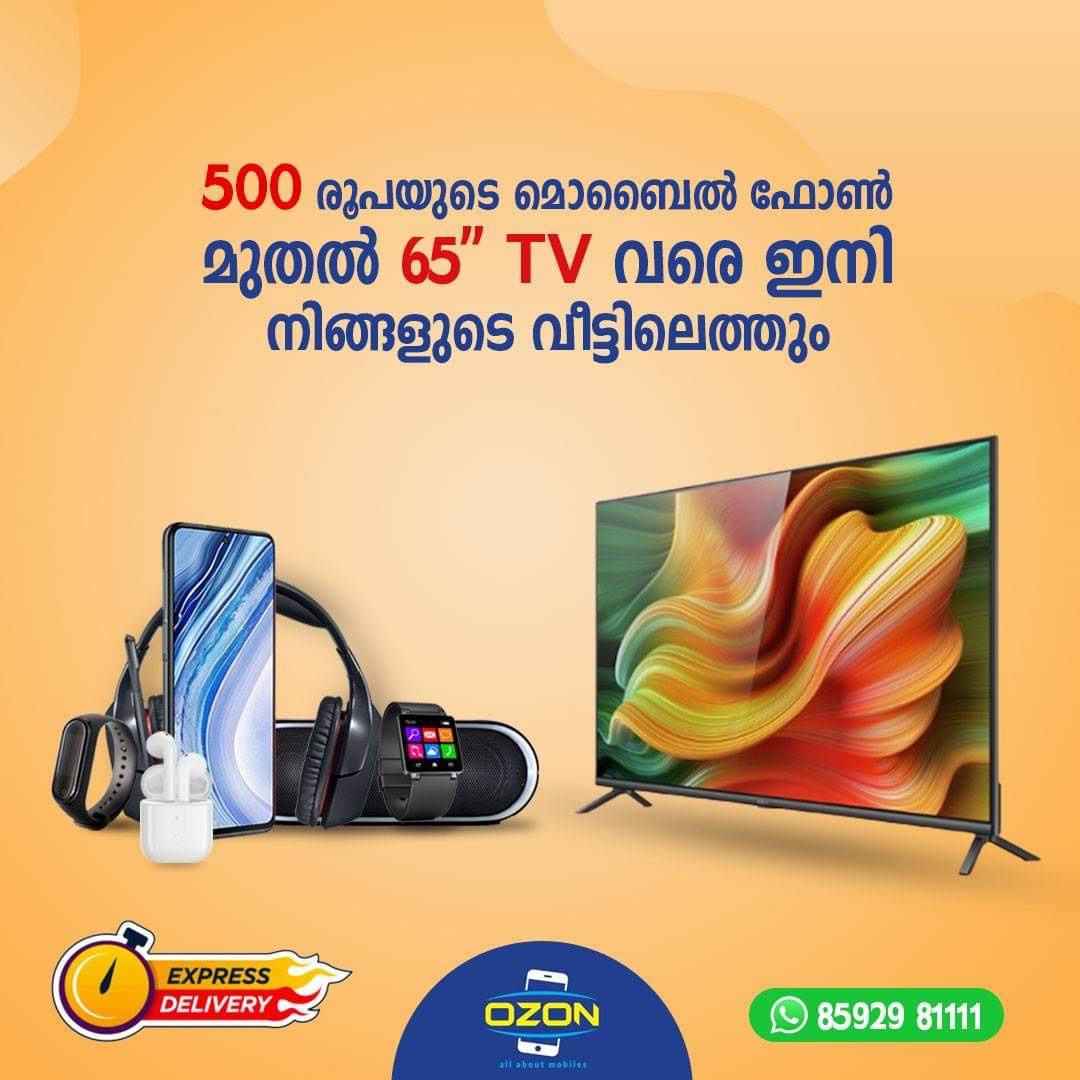 500 രൂപയുടെ മൊബൈൽ ഫോൺ
മുതൽ 65” TV വരെ ഇനി
നിങ്ങളുടെ വീട്ടിലെത്തും
EXPRESS
DELIVERY
OZON
all about mobiles
85929 81111